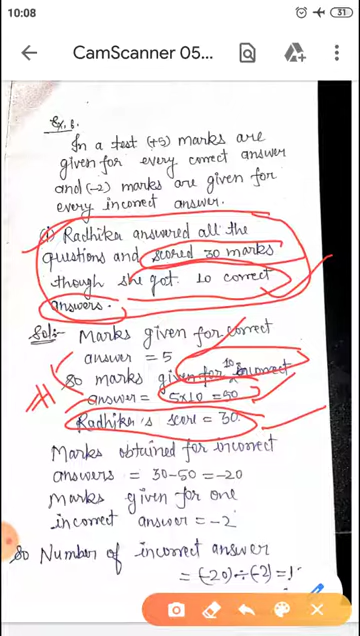 10:08
31
CamScanner 05...
Ex. 6.
In a test (+5) marks are
given for every correct answer
and (-2) marks are given for
every incorrect answer.
(i) Radhika answered all the
questions and scored 30 marks
though she got 10 correct
answers.
Sol:- Marks given for correct
answer = 5
So marks given for 10 incorrect
answer = 5×10 = 50
Radhika's score = 30
Marks obtained for incorrect
answers = 30-50 = -20
Marks given for one
incorrect answer = -2
So Number of incorrect answer
= (-20) ÷ (-2) =